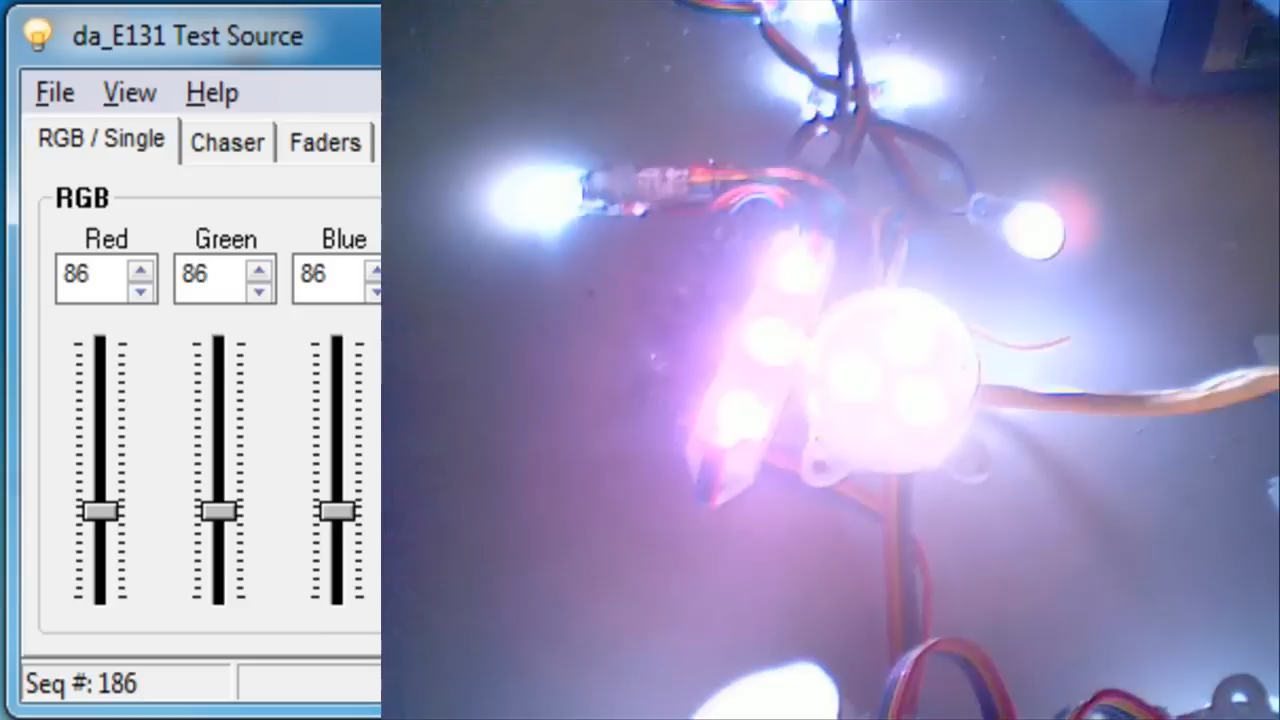 da_E131 Test Source
File View Help
RGB / Single Chaser Faders
RGB
Red Green Blue
86 86 86
Seq #: 186